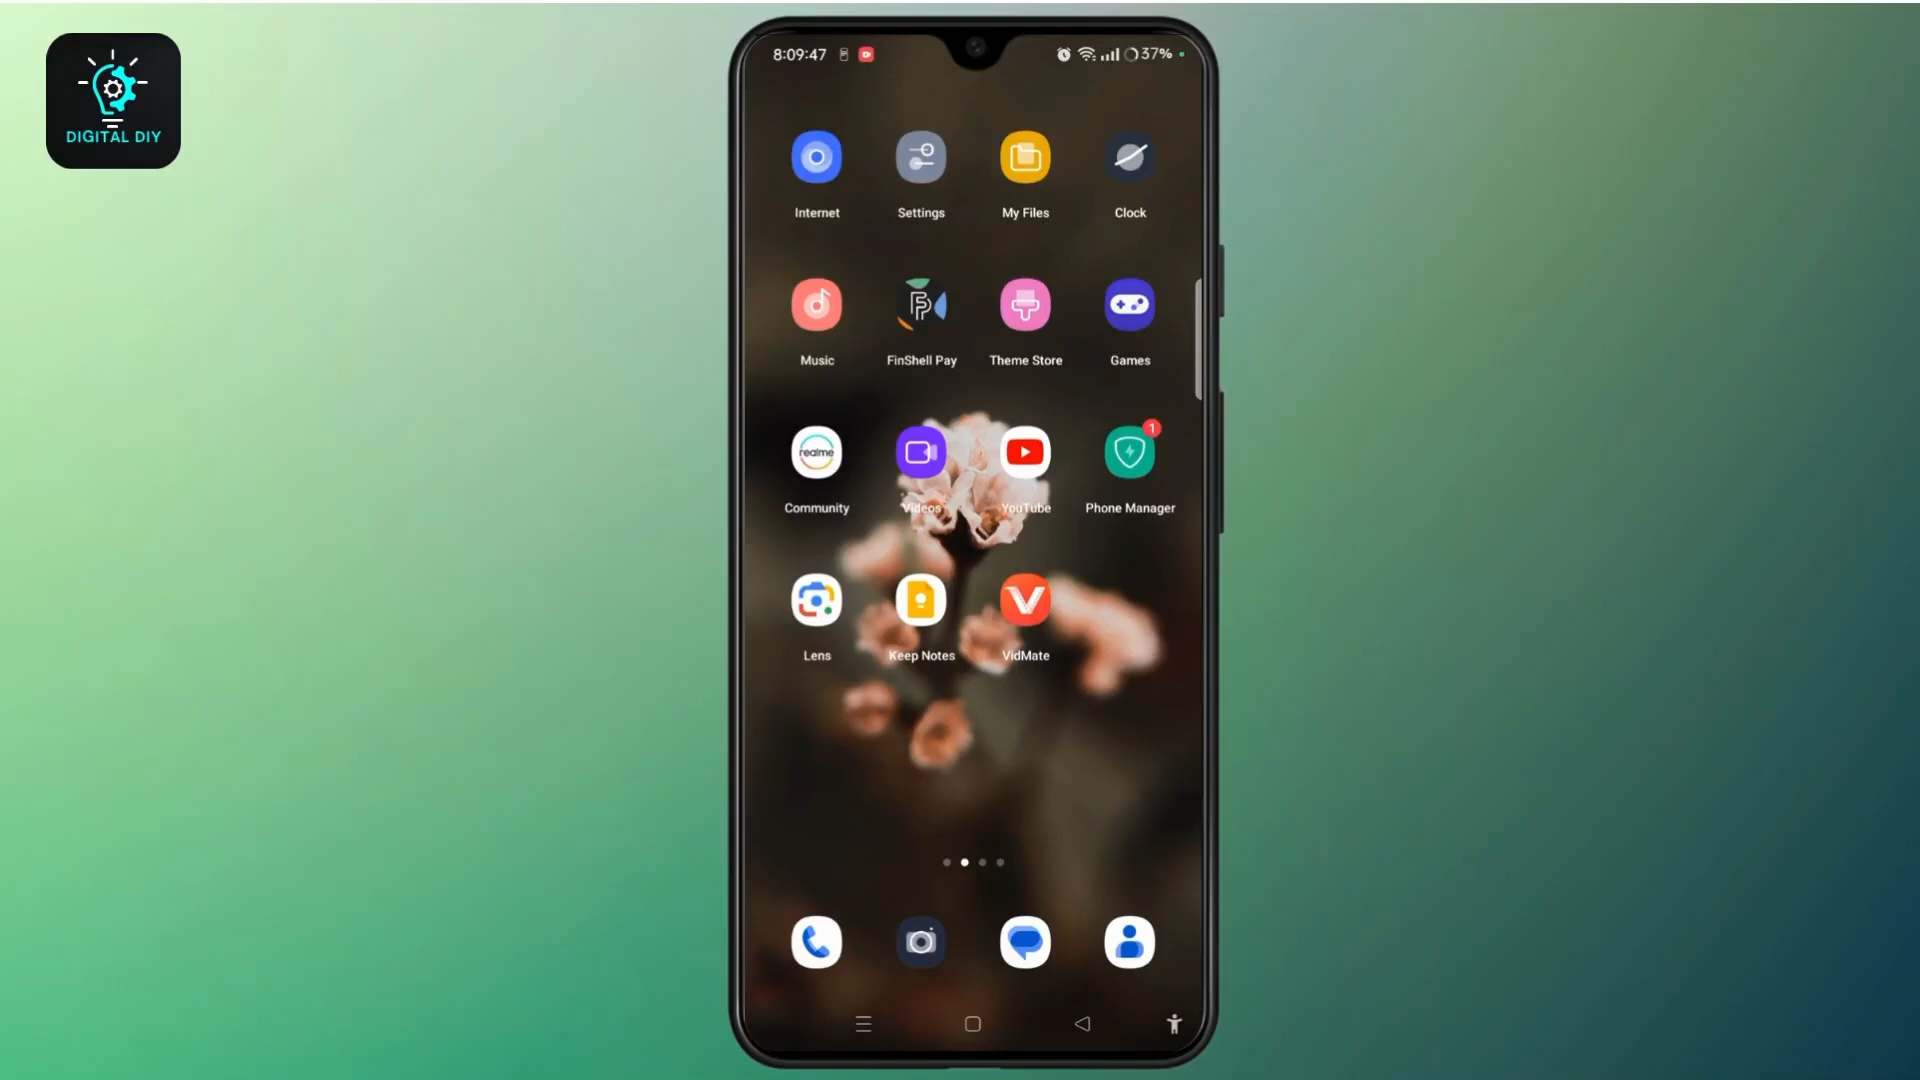 DIGITAL DIY
8:09:47
37%
Internet
Settings
My Files
Clock
Music
FinShell Pay
Theme Store
Games
realme
1
Community
Videos
YouTube
Phone Manager
Lens
Keep Notes
VidMate